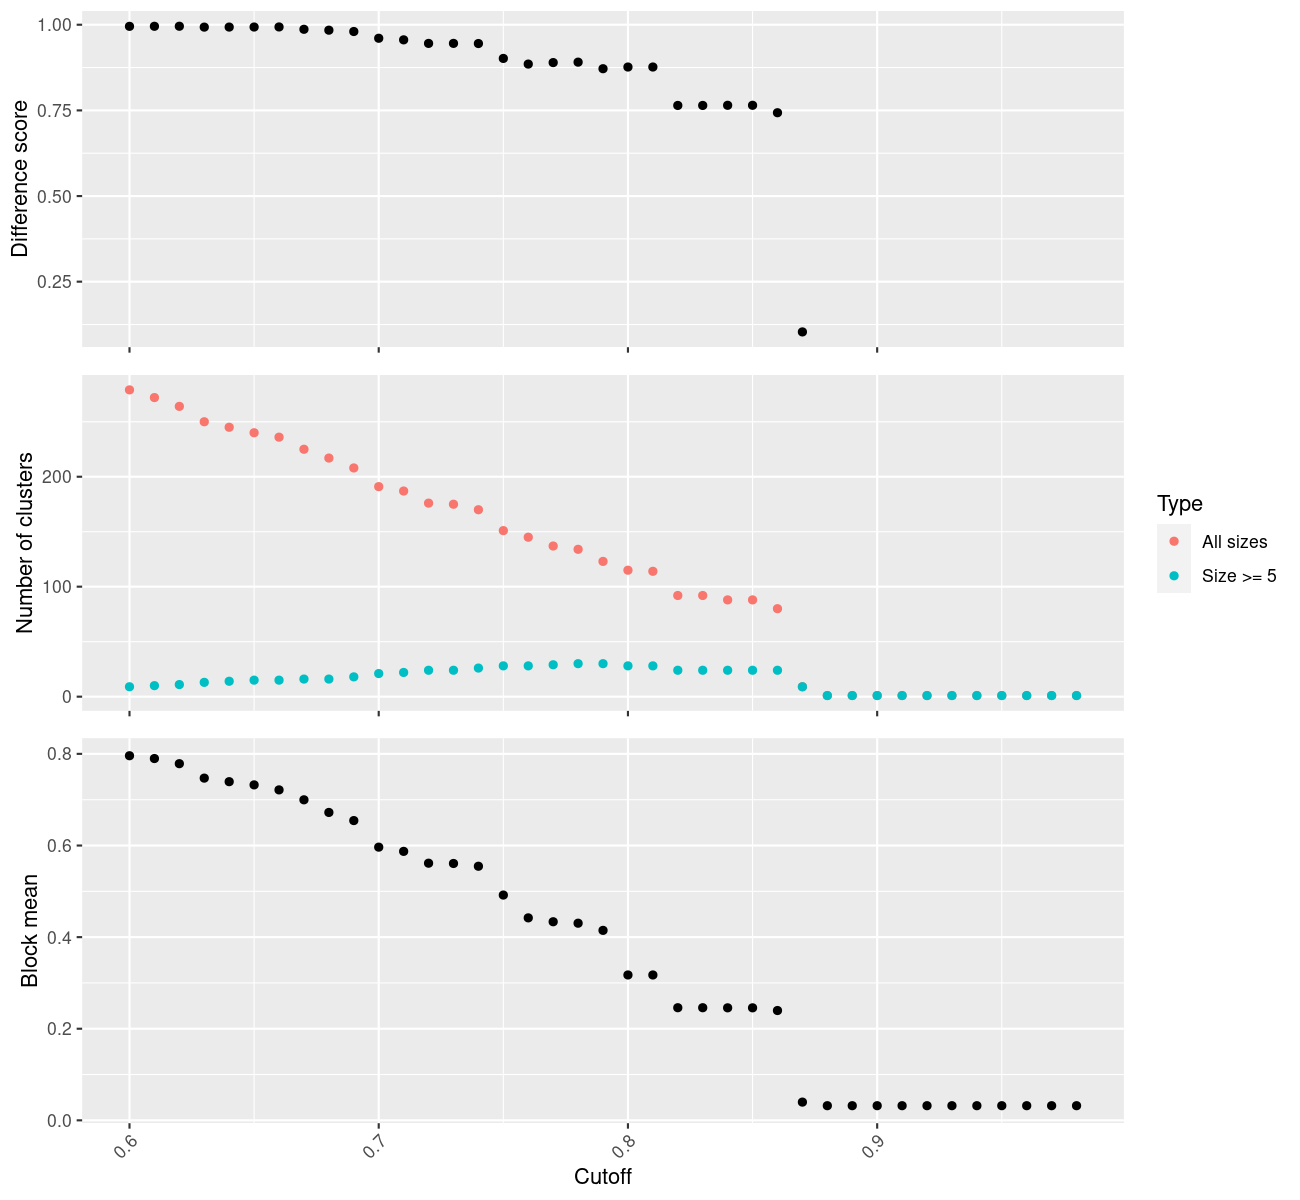 Difference score
1.00
0.75
0.50
0.25
Number of clusters
200
100
0
Type
All sizes
Size >= 5
Block mean
0.8
0.6
0.4
0.2
0.0
0.6 0.7 0.8 0.9
Cutoff